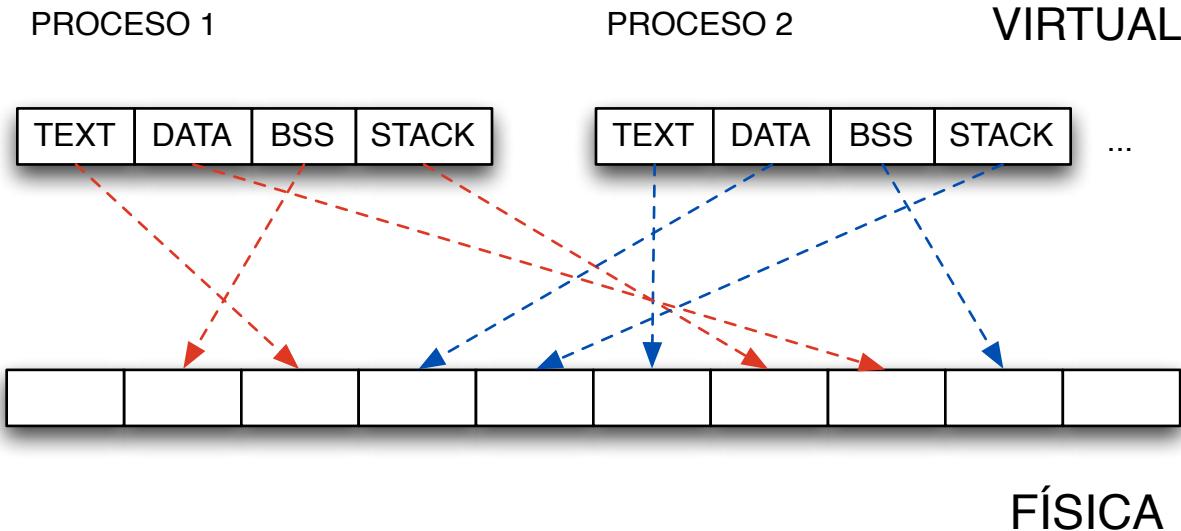 PROCESO 1
PROCESO 2
VIRTUAL
TEXT DATA BSS STACK
TEXT DATA BSS STACK
...
FÍSICA